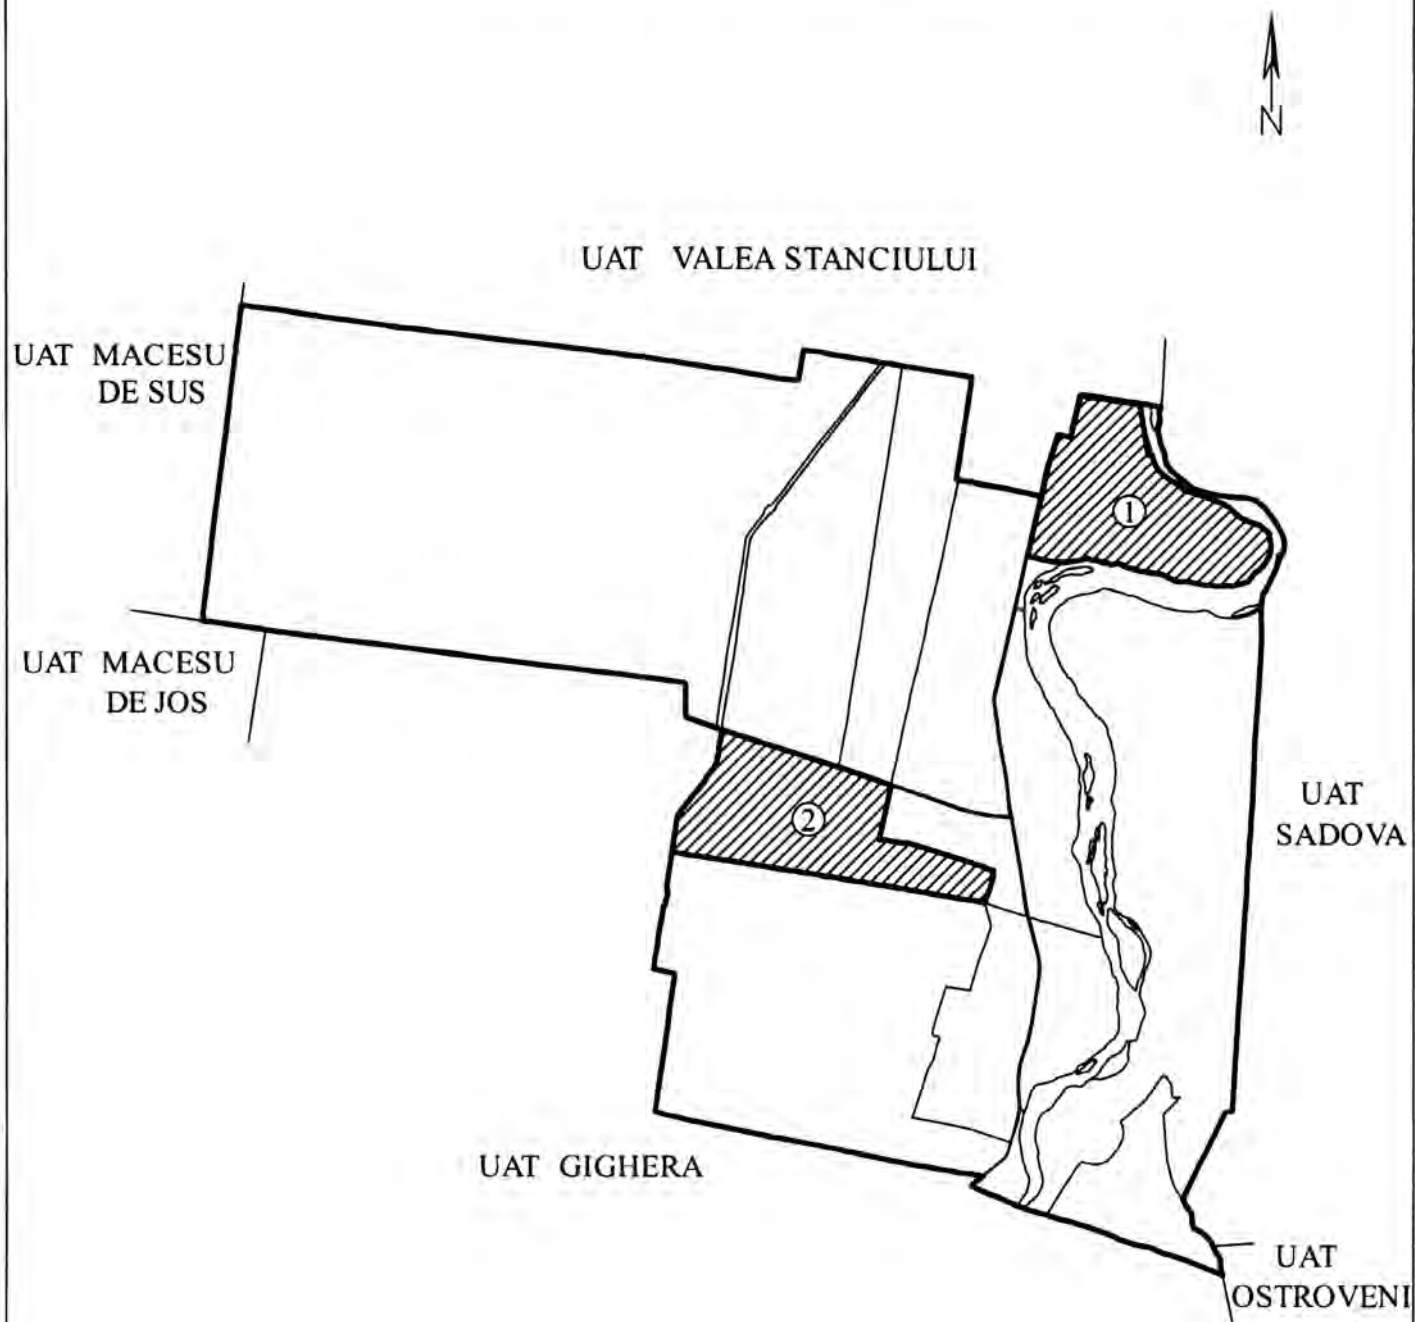 N
UAT VALEA STANCIULUI
UAT MACESU
DE SUS
1
UAT MACESU
DE JOS
UAT
SADOVA
2
UAT GIGHERA
UAT
OSTROVENI